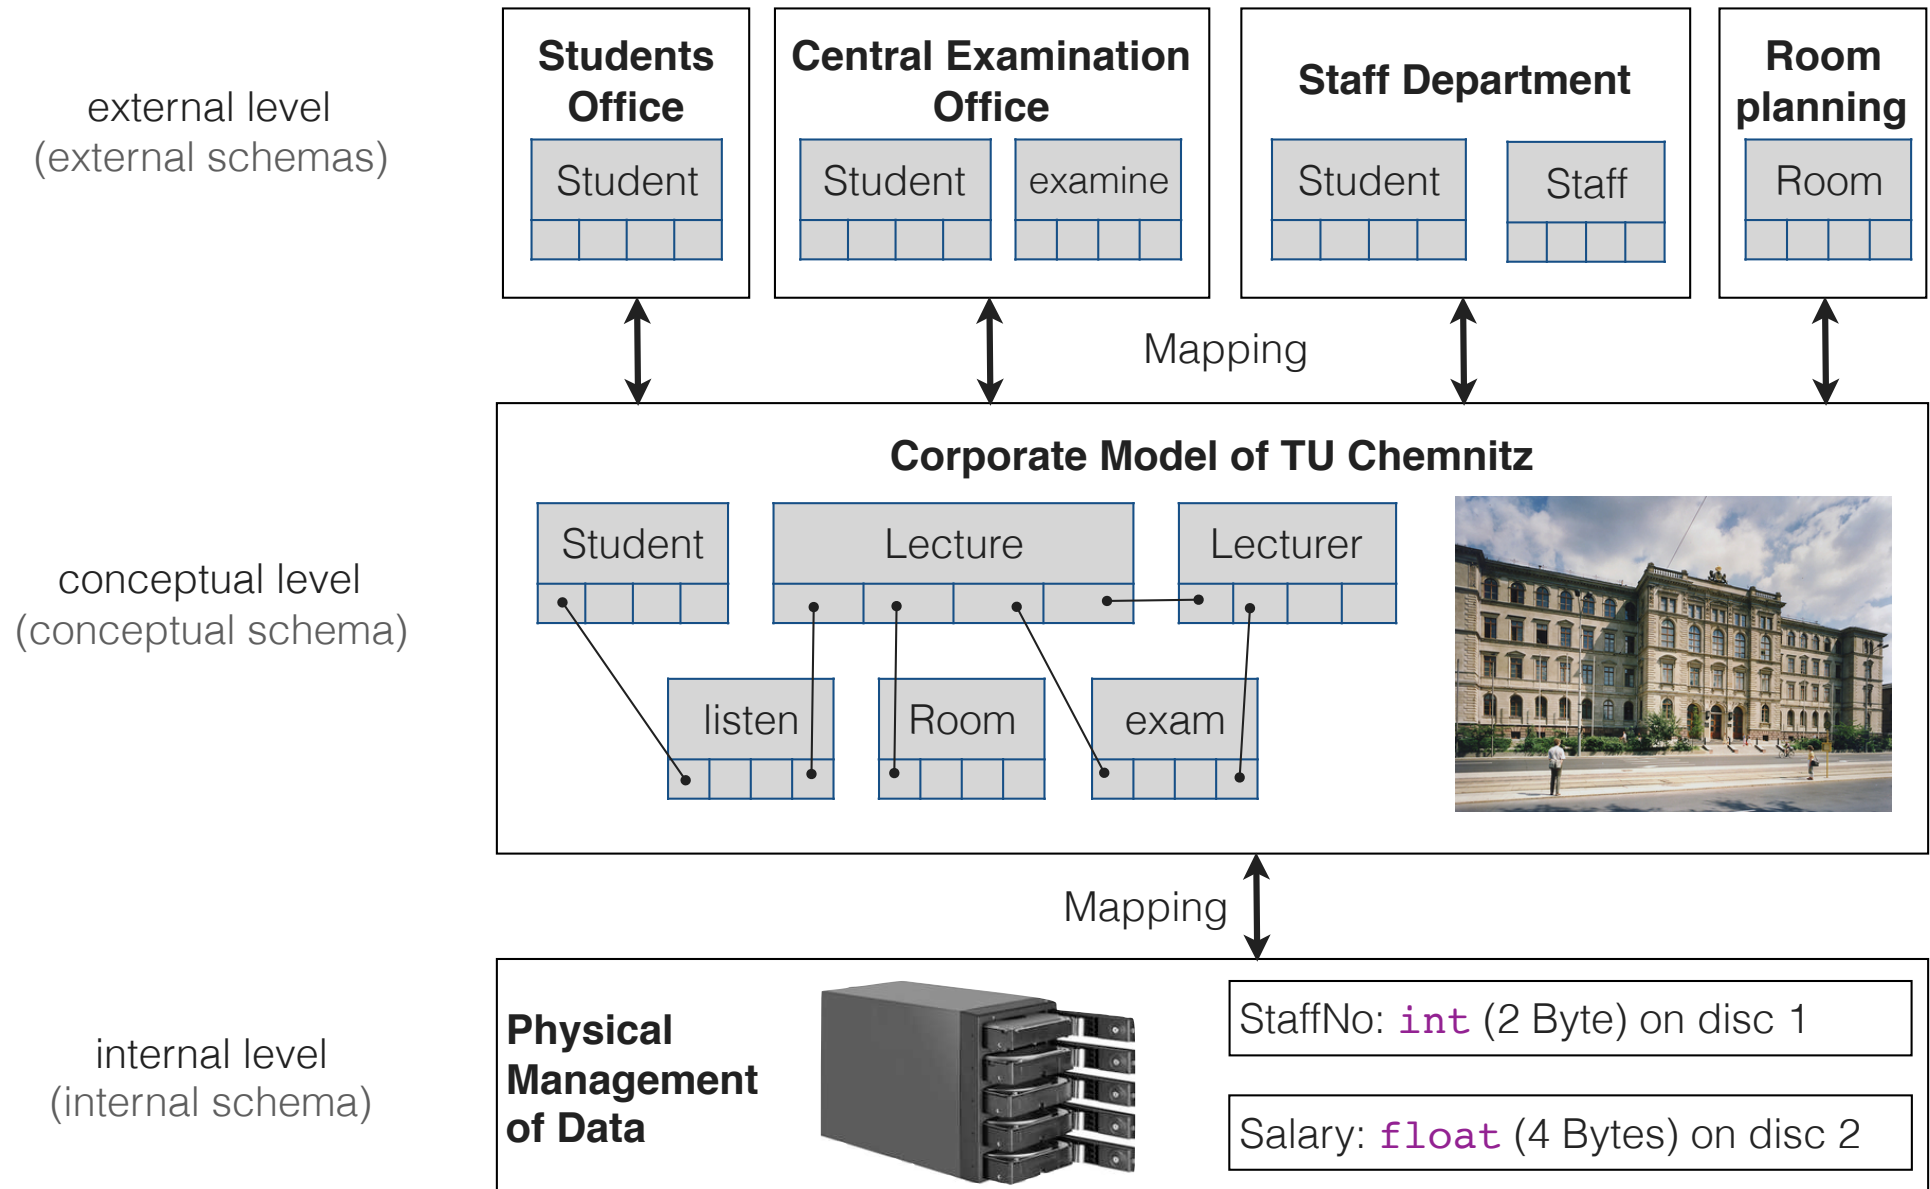 external level
(external schemas)
Students
Office
Student
Central Examination
Office
Student
examine
Staff Department
Student
Staff
Room
planning
Room
Mapping
conceptual level
(conceptual schema)
Corporate Model of TU Chemnitz
Student
Lecture
Lecturer
listen
Room
exam
Mapping
internal level
(internal schema)
Physical
Management
of Data
StaffNo: int (2 Byte) on disc 1
Salary: float (4 Bytes) on disc 2